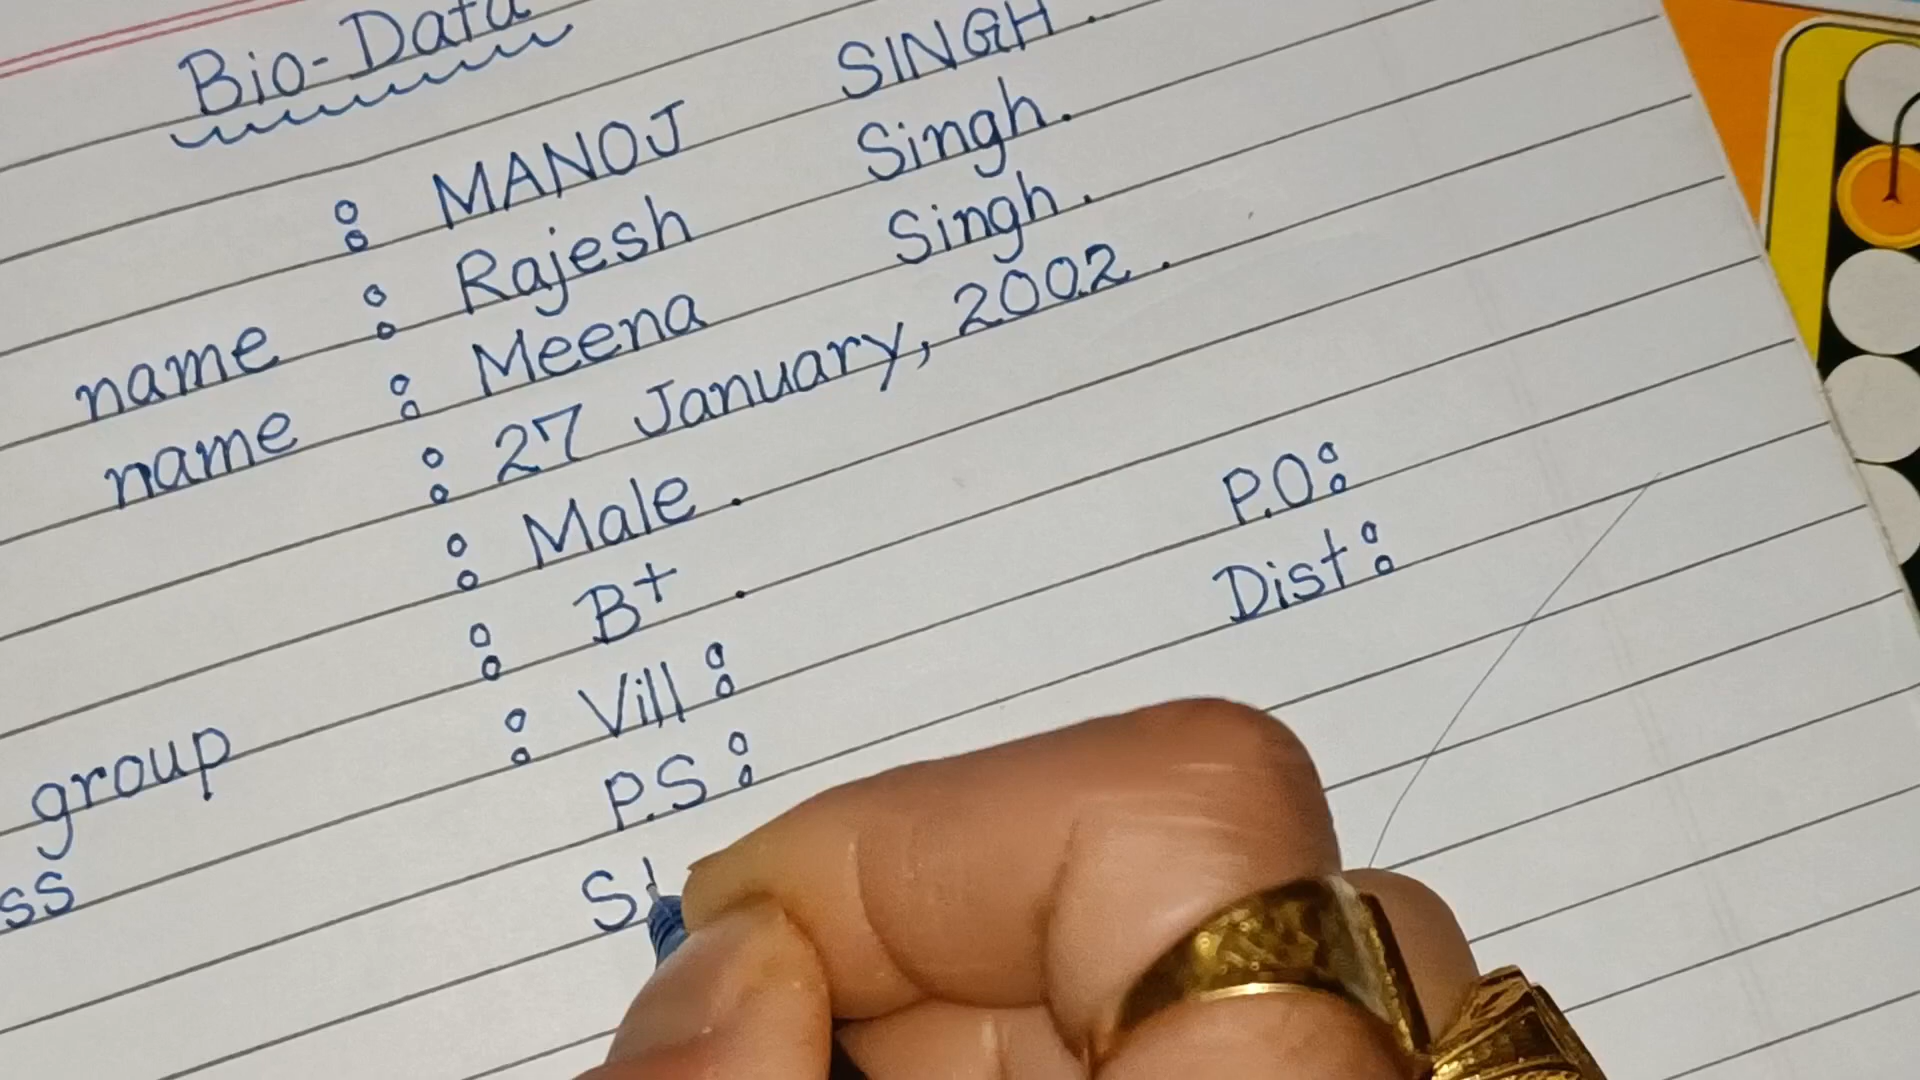 Bio-Data
: MANOJ SINGH.
name : Rajesh Singh.
name : Meena Singh.
: 27 January, 2002.
: Male.
group : B+.
ss : Vill : P.O:
P.S : Dist :